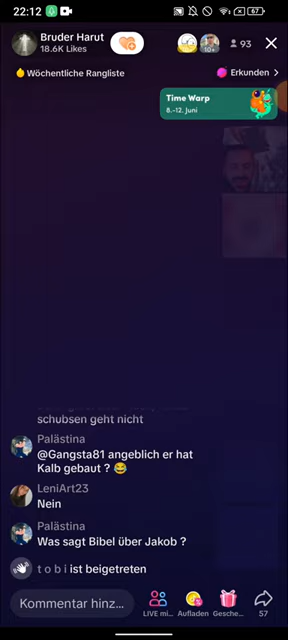 22:12
67
Bruder Harut
18.6K Likes
10+
93
Wöchentliche Rangliste
Erkunden
Time Warp
8.-12. Juni
schubsen geht nicht
Palästina
@Gangsta81 angeblich er hat
Kalb gebaut ? 😂
LeniArt23
Nein
Palästina
Was sagt Bibel über Jakob ?
t o b i ist beigetreten
Kommentar hinz...
LIVE mi...
Aufladen
Gesche...
57